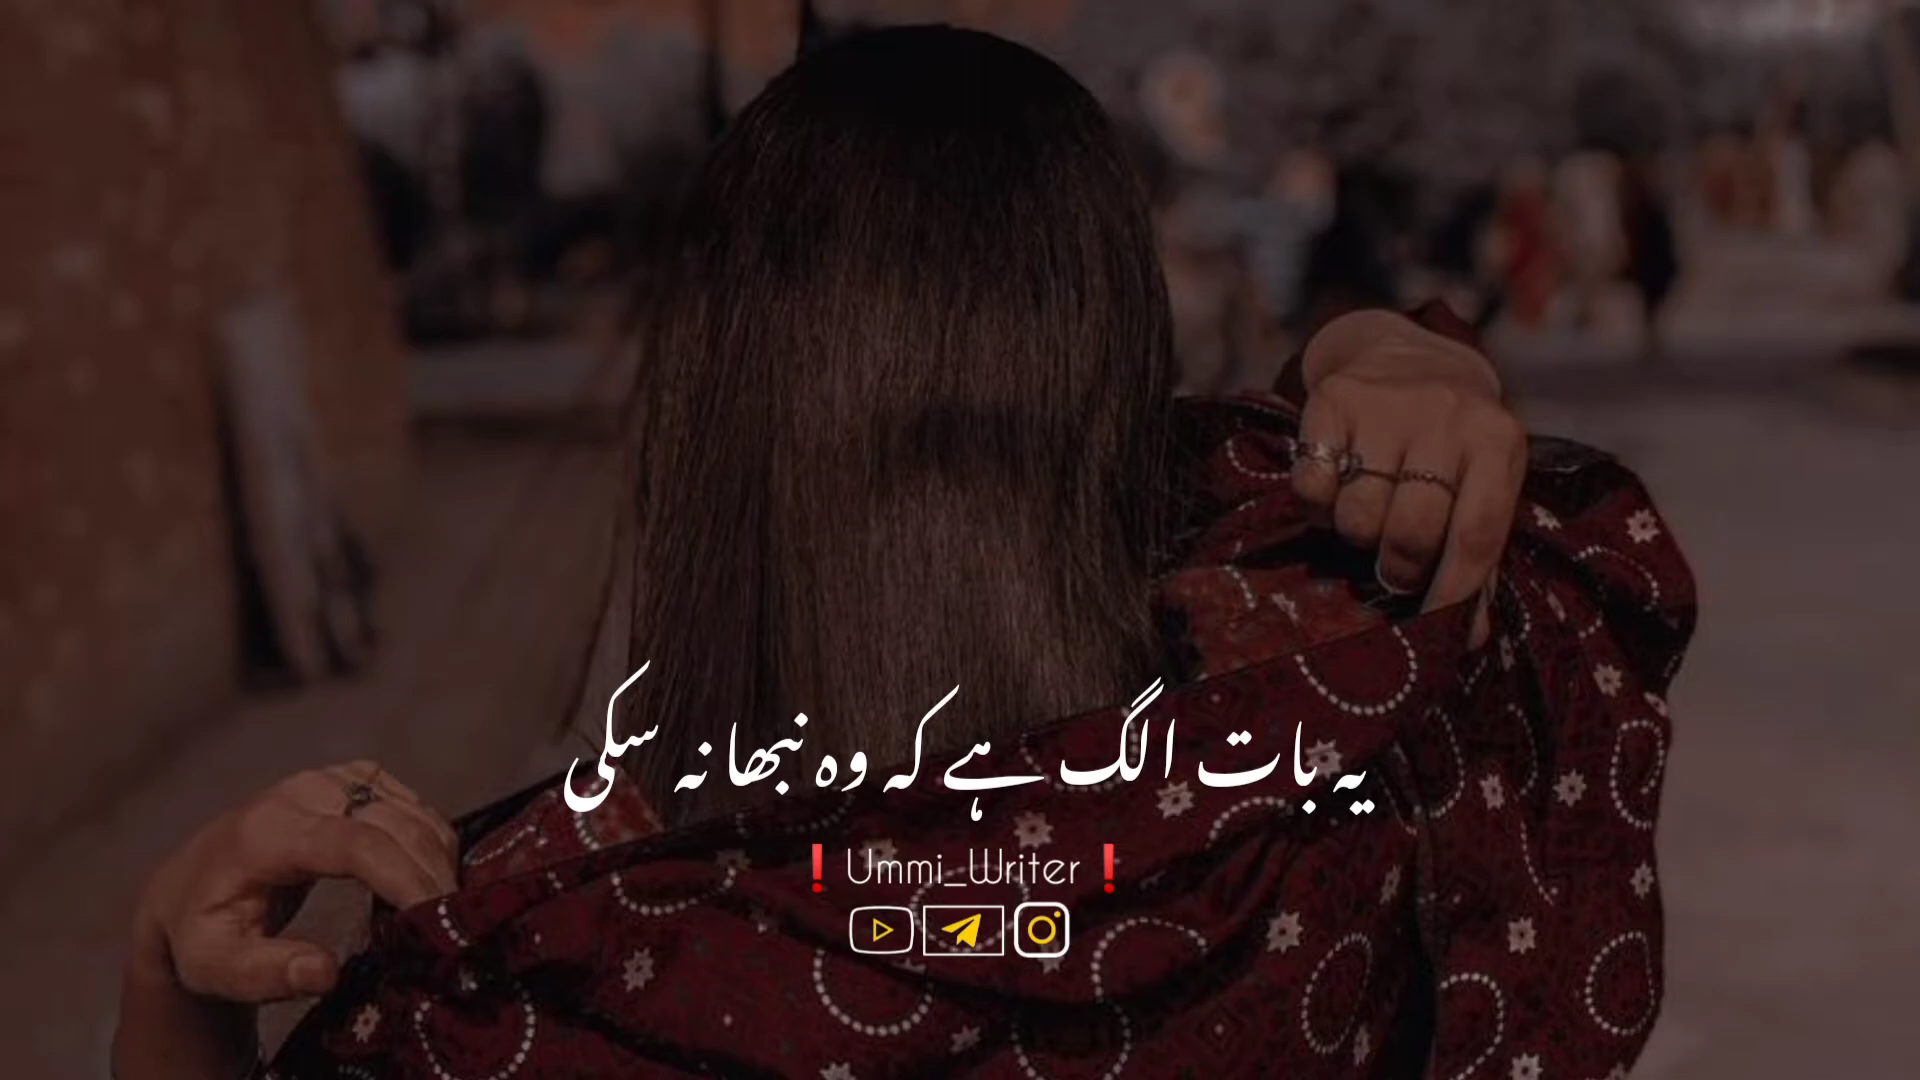 یہ بات الگ ہے کہ وہ نبھا نہ سکی
❗Ummi_Writer❗